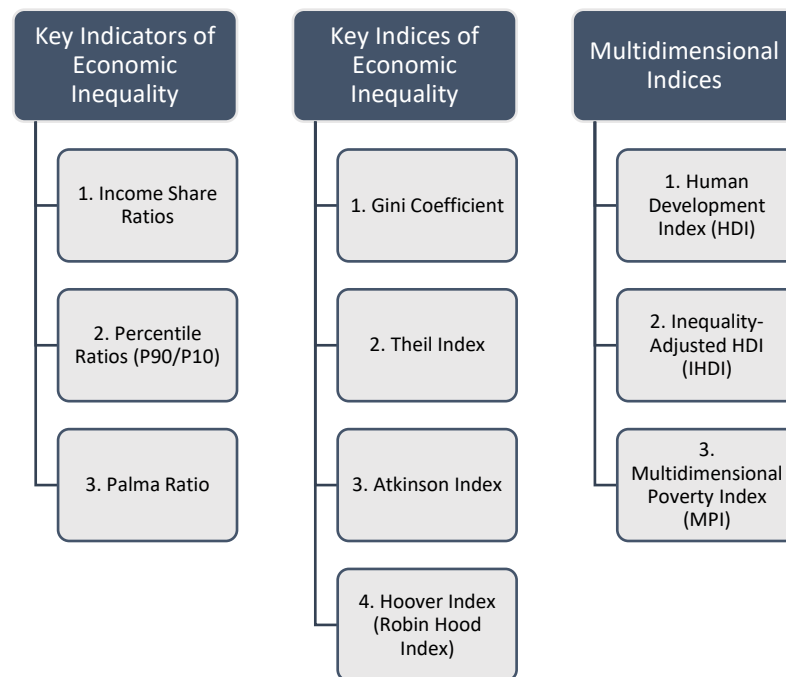 Key Indicators of
Economic
Inequality
1. Income Share
Ratios
2. Percentile
Ratios (P90/P10)
3. Palma Ratio
Key Indices of
Economic
Inequality
1. Gini Coefficient
2. Theil Index
3. Atkinson Index
4. Hoover Index
(Robin Hood
Index)
Multidimensional
Indices
1. Human
Development
Index (HDI)
2. Inequality-
Adjusted HDI
(IHDI)
3.
Multidimensional
Poverty Index
(MPI)